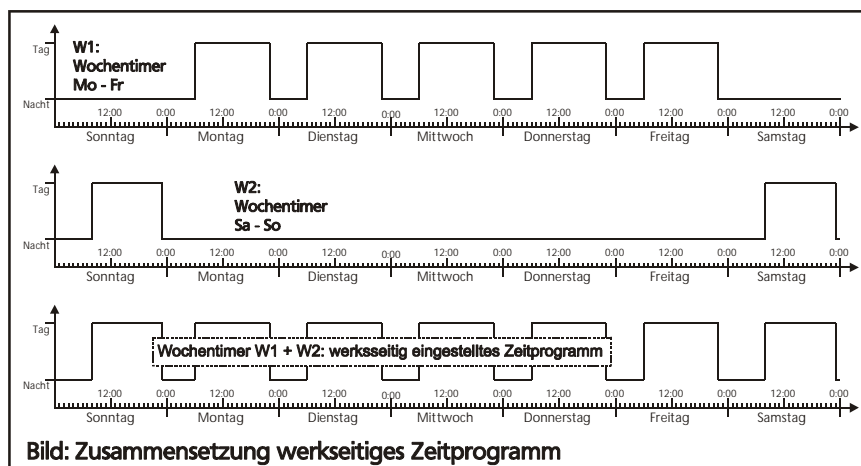 Tag
W1:
Wochentimer
Mo - Fr
Nacht
12:00 0:00 12:00 0:00 12:00 0:00 12:00 0:00 12:00 0:00 12:00 0:00 12:00 0:00
Sonntag Montag Dienstag Mittwoch Donnerstag Freitag Samstag
Tag
W2:
Wochentimer
Sa - So
Nacht
12:00 0:00 12:00 0:00 12:00 0:00 12:00 0:00 12:00 0:00 12:00 0:00 12:00 0:00
Sonntag Montag Dienstag Mittwoch Donnerstag Freitag Samstag
Tag
Wochentimer W1 + W2: werksseitig eingestelltes Zeitprogramm
Nacht
12:00 0:00 12:00 0:00 12:00 0:00 12:00 0:00 12:00 0:00 12:00 0:00 12:00 0:00
Sonntag Montag Dienstag Mittwoch Donnerstag Freitag Samstag
Bild: Zusammensetzung werkseitiges Zeitprogramm